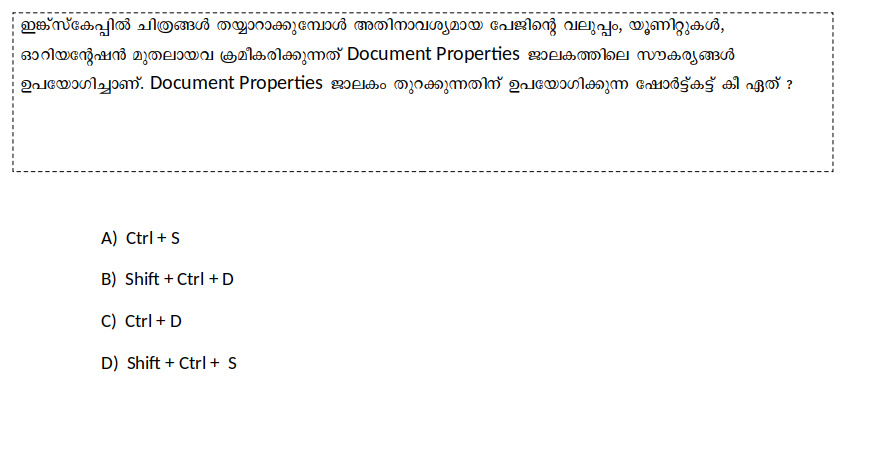 ഇങ്ക്സ്കേപ്പിൽ ചിത്രങ്ങൾ തയ്യാറാക്കുമ്പോൾ അതിനാവശ്യമായ പേജിന്റെ വലുപ്പം, യൂണിറ്റുകൾ,
ഓറിയന്റേഷൻ മുതലായവ ക്രമീകരിക്കുന്നത് Document Properties ജാലകത്തിലെ സൗകര്യങ്ങൾ
ഉപയോഗിച്ചാണ്. Document Properties ജാലകം തുറക്കുന്നതിന് ഉപയോഗിക്കുന്ന ഷോർട്ട്കട്ട് കീ ഏത് ?
A) Ctrl + S
B) Shift + Ctrl + D
C) Ctrl + D
D) Shift + Ctrl + S